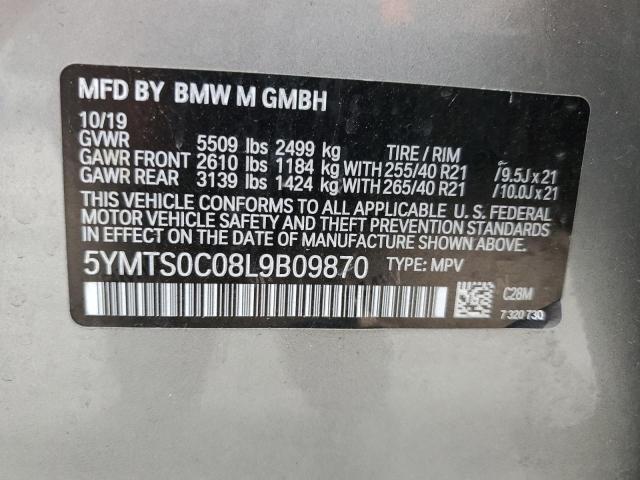 MFD BY BMW M GMBH
10/19
GVWR 5509 lbs 2499 kg TIRE / RIM
GAWR FRONT 2610 lbs 1184 kg WITH 255/40 R21 /9.5J x 21
GAWR REAR 3139 lbs 1424 kg WITH 265/40 R21 /10.0J x 21
THIS VEHICLE CONFORMS TO ALL APPLICABLE U. S. FEDERAL
MOTOR VEHICLE SAFETY AND THEFT PREVENTION STANDARDS
IN EFFECT ON THE DATE OF MANUFACTURE SHOWN ABOVE.
5YMTS0C08L9B09870 TYPE: MPV
C28M
7 320 730